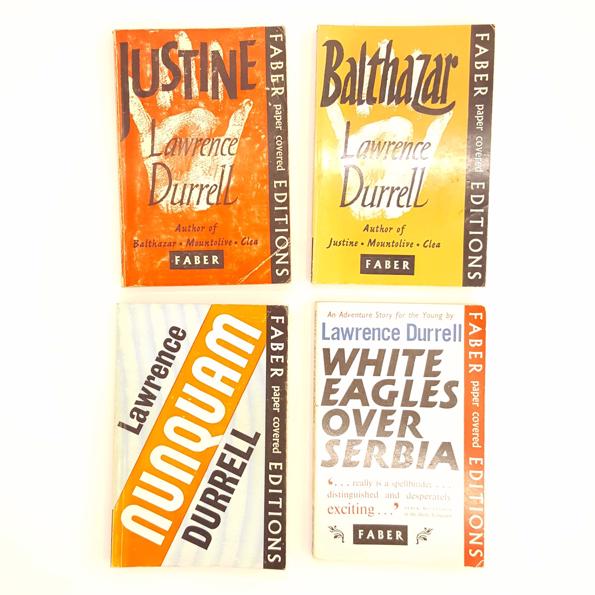 JUSTINE
Lawrence
Durrell
Author of
Balthazar • Mountolive • Clea
FABER
FABER paper covered EDITIONS
Balthazar
Lawrence
Durrell
Author of
Justine • Mountolive • Clea
FABER
FABER paper covered EDITIONS
Lawrence
NUNQUAM
DURRELL
FABER paper covered EDITIONS
An Adventure Story for the Young by
Lawrence Durrell
WHITE
EAGLES
OVER
SERBIA
‘. . . really is a spellbinder . . .
distinguished and desperately
exciting . . .’
FABER
FABER paper covered EDITIONS